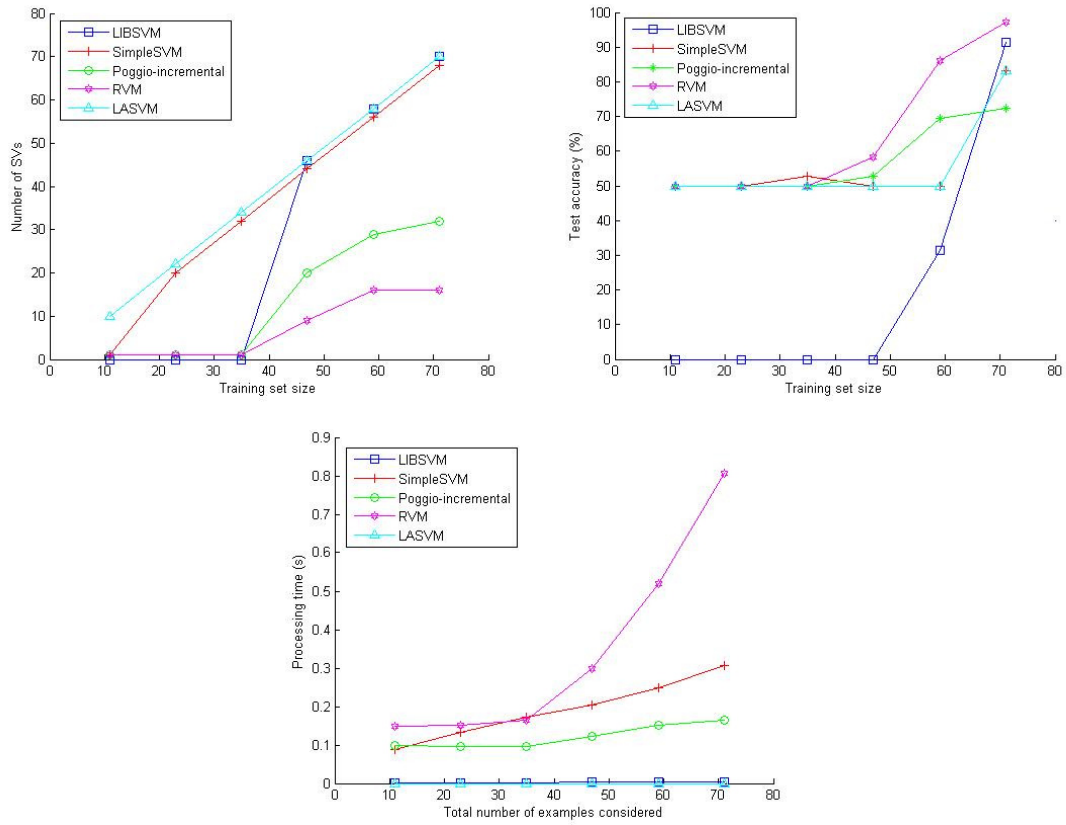 80
70
60
50
40
30
20
10
0
Number of SVs
LIBSVM
SimpleSVM
Poggio-incremental
RVM
LASVM
0 10 20 30 40 50 60 70 80
Training set size
100
90
80
70
60
50
40
30
20
10
0
Test accuracy (%)
LIBSVM
SimpleSVM
Poggio-incremental
RVM
LASVM
0 10 20 30 40 50 60 70 80
Training set size
0.9
0.8
0.7
0.6
0.5
0.4
0.3
0.2
0.1
0
Processing time (s)
LIBSVM
SimpleSVM
Poggio-incremental
RVM
LASVM
0 10 20 30 40 50 60 70 80
Total number of examples considered